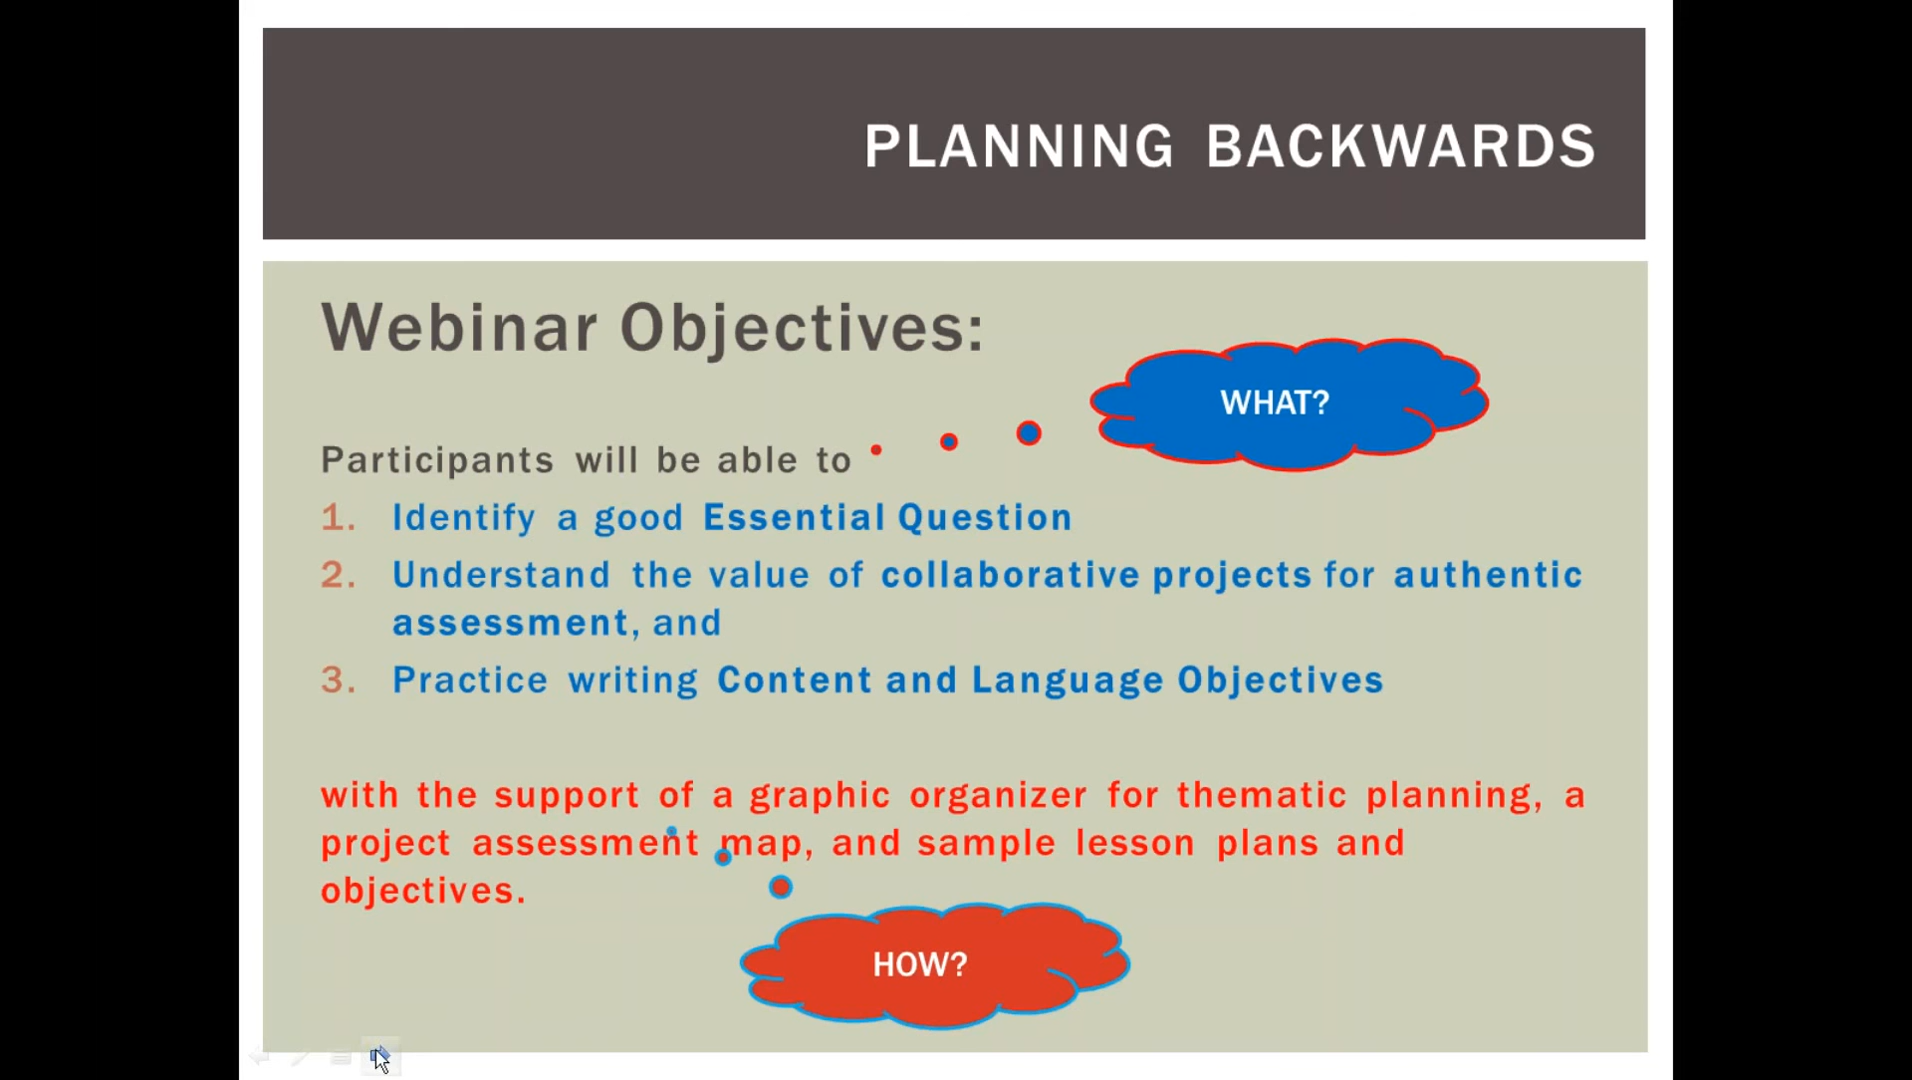 PLANNING BACKWARDS
Webinar Objectives:
WHAT?
Participants will be able to
1. Identify a good Essential Question
2. Understand the value of collaborative projects for authentic
assessment, and
3. Practice writing Content and Language Objectives
with the support of a graphic organizer for thematic planning, a
project assessment map, and sample lesson plans and
objectives.
HOW?